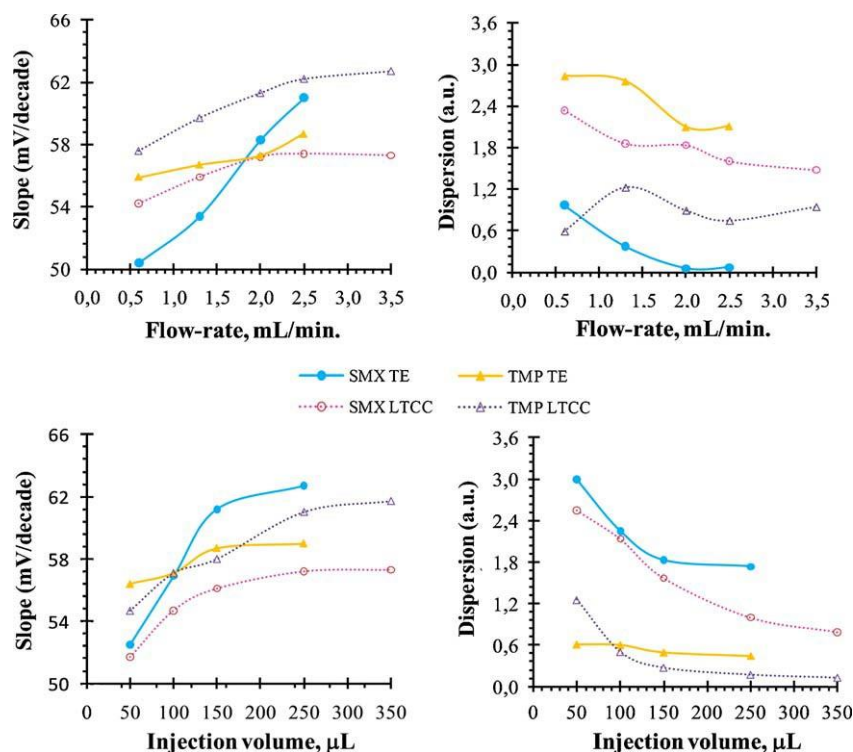 66
62
58
54
50
Slope (mV/decade)
0,0 0,5 1,0 1,5 2,0 2,5 3,0 3,5
Flow-rate, mL/min.
3,6
3,0
2,4
1,8
1,2
0,6
0,0
Dispersion (a.u.)
0.0 0.5 1.0 1.5 2.0 2.5 3.0 3,5
Flow-rate, mL/min.
SMX TE TMP TE
SMX LTCC TMP LTCC
66
62
58
54
50
Slope (mV/decade)
0 50 100 150 200 250 300 350
Injection volume, µL
3,6
3,0
2,4
1,8
1,2
0,6
0,0
Dispersion (a.u.)
0 50 100 150 200 250 300 350
Injection volume, µL